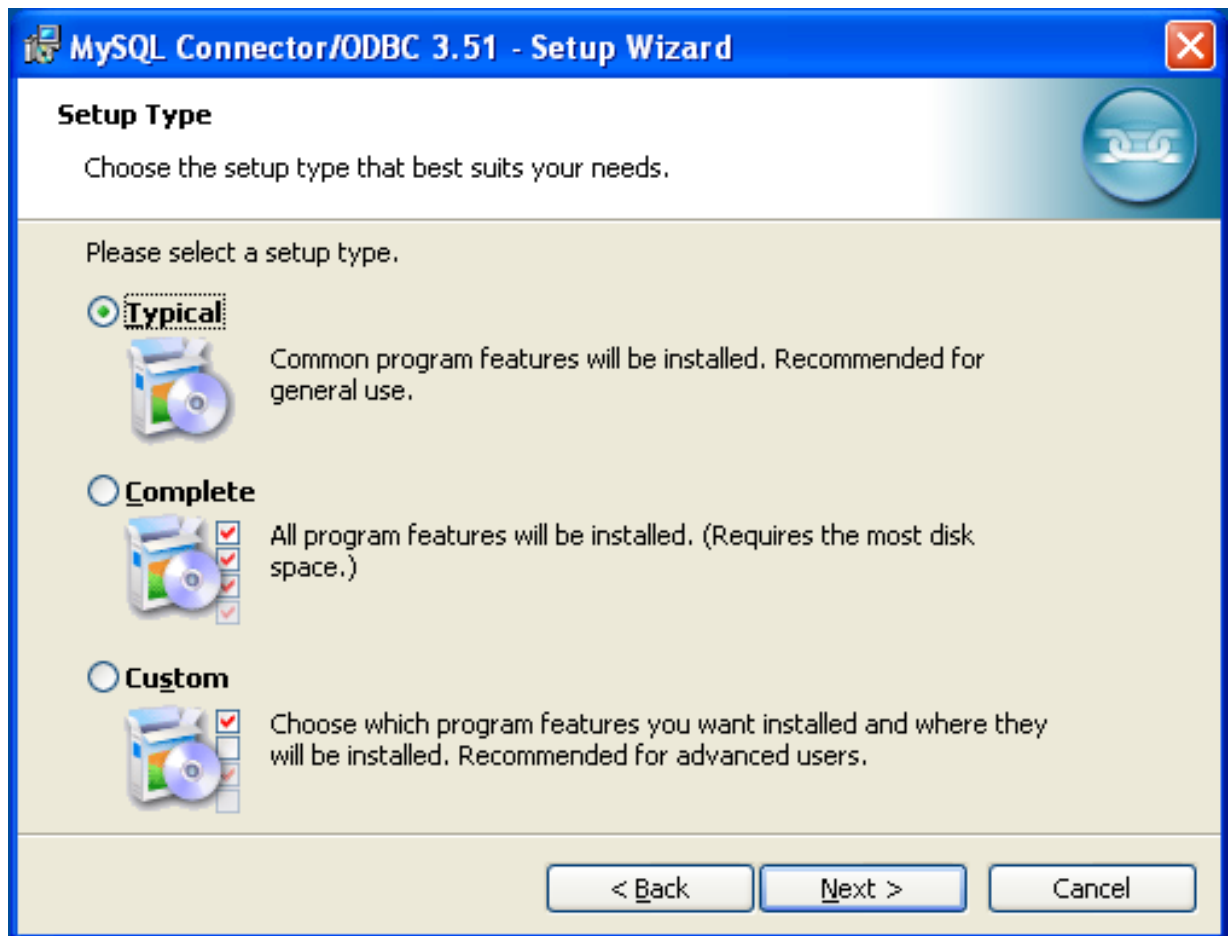 MySQL Connector/ODBC 3.51 - Setup Wizard
Setup Type
Choose the setup type that best suits your needs.
Please select a setup type.
Typical
Common program features will be installed. Recommended for
general use.
Complete
All program features will be installed. (Requires the most disk
space.)
Custom
Choose which program features you want installed and where they
will be installed. Recommended for advanced users.
< Back
Next >
Cancel